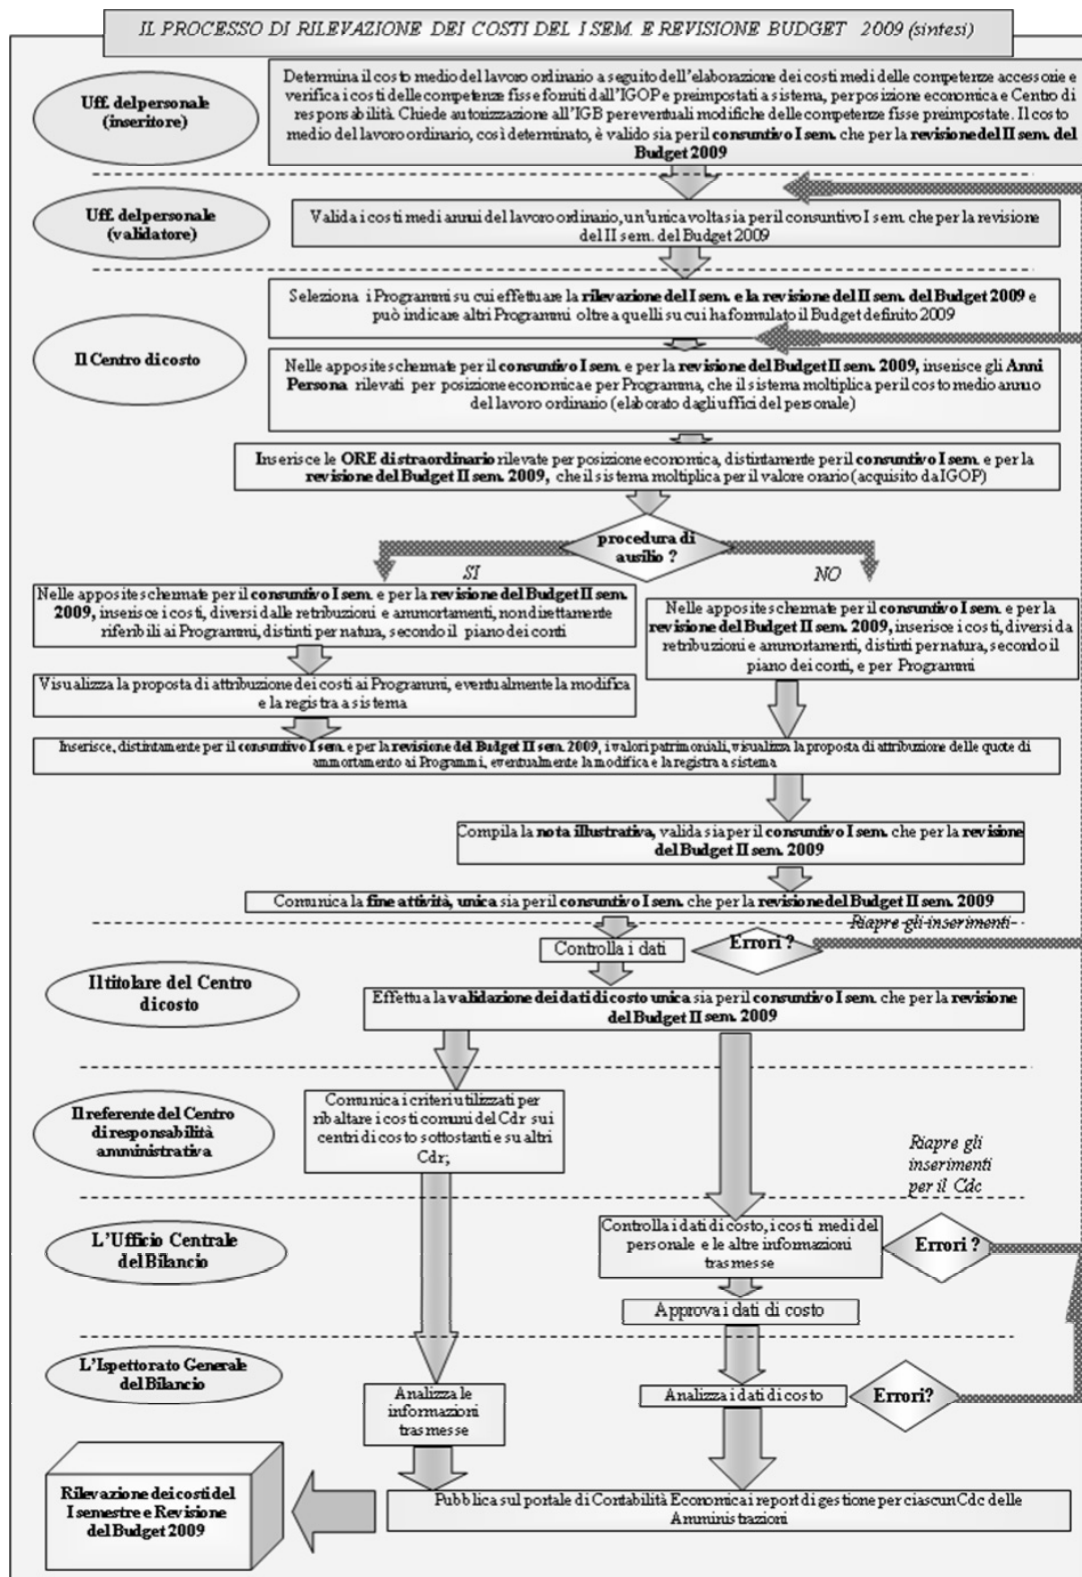 IL PROCESSO DI RILEVAZIONE DEI COSTI DEL I SEM. E REVISIONE BUDGET 2009 (sintesi)
Uff. del personale
(inseritore)
Determina il costo medio del lavoro ordinario a seguito dell'elaborazione dei costi medi delle competenze accessorie e
verifica i costi delle competenze fisse forniti dall'IGOP e preimpostati a sistema, per posizione economica e Centro di
responsabilità. Chiede autorizzazione all'IGB per eventuali modifiche delle competenze fisse preimpostate. Il costo
medio del lavoro ordinario, così determinato, è valido sia per il consuntivo I sem. che per la revisione del II sem. del
Budget 2009
Uff. del personale
(validatore)
Valida i costi medi annui del lavoro ordinario, un'unica volta sia per il consuntivo I sem. che per la revisione
del II sem. del Budget 2009
Il Centro di costo
Seleziona i Programmi su cui effettuare la rilevazione del I sem. e la revisione del II sem. del Budget 2009 e
può indicare altri Programmi oltre a quelli su cui ha formulato il Budget definito 2009
Nelle apposite schermate per il consuntivo I sem. e per la revisione del Budget II sem. 2009, inserisce gli Anni
Persona rilevati per posizione economica e per Programma, che il sistema moltiplica per il costo medio annuo
del lavoro ordinario (elaborato dagli uffici del personale)
Inserisce le ORE di straordinario rilevate per posizione economica, distintamente per il consuntivo I sem. e per la
revisione del Budget II sem. 2009, che il sistema moltiplica per il valore orario (acquisito da IGOP)
procedura di
ausilio ?
SI
NO
Nelle apposite schermate per il consuntivo I sem. e per la revisione del Budget II sem.
2009, inserisce i costi, diversi dalle retribuzioni e ammortamenti, non direttamente
riferibili ai Programmi, distinti per natura, secondo il piano dei conti
Nelle apposite schermate per il consuntivo I sem. e per la
revisione del Budget II sem. 2009, inserisce i costi, diversi da
retribuzioni e ammortamenti, distinti per natura, secondo il
piano dei conti, e per Programmi
Visualizza la proposta di attribuzione dei costi ai Programmi, eventualmente la modifica
e la registra a sistema
Inserisce, distintamente per il consuntivo I sem. e per la revisione del Budget II sem. 2009, i valori patrimoniali, visualizza la proposta di attribuzione delle quote di
ammortamento ai Programmi, eventualmente la modifica e la registra a sistema
Compila la nota illustrativa, valida sia per il consuntivo I sem. che per la revisione
del Budget II sem. 2009
Comunica la fine attività, unica sia per il consuntivo I sem. che per la revisione del Budget II sem. 2009
Riapre gli inserimenti
Controlla i dati
Errori ?
Il titolare del Centro
di costo
Effettua la validazione dei dati di costo unica sia per il consuntivo I sem. che per la revisione
del Budget II sem. 2009
Il referente del Centro
di responsabilità
amministrativa
Comunica i criteri utilizzati per
ribaltare i costi comuni del Cdr sui
centri di costo sottostanti e su altri
Cdr;
Riapre gli
inserimenti
per il Cdc
L'Ufficio Centrale
del Bilancio
Controlla i dati di costo, i costi medi del
personale e le altre informazioni
trasmesse
Errori ?
Approva i dati di costo
L'Ispettorato Generale
del Bilancio
Analizza le
informazioni
trasmesse
Analizza i dati di costo
Errori?
Rilevazione dei costi del
I semestre e Revisione
del Budget 2009
Pubblica sul portale di Contabilità Economica i report di gestione per ciascun Cdc delle
Amministrazioni